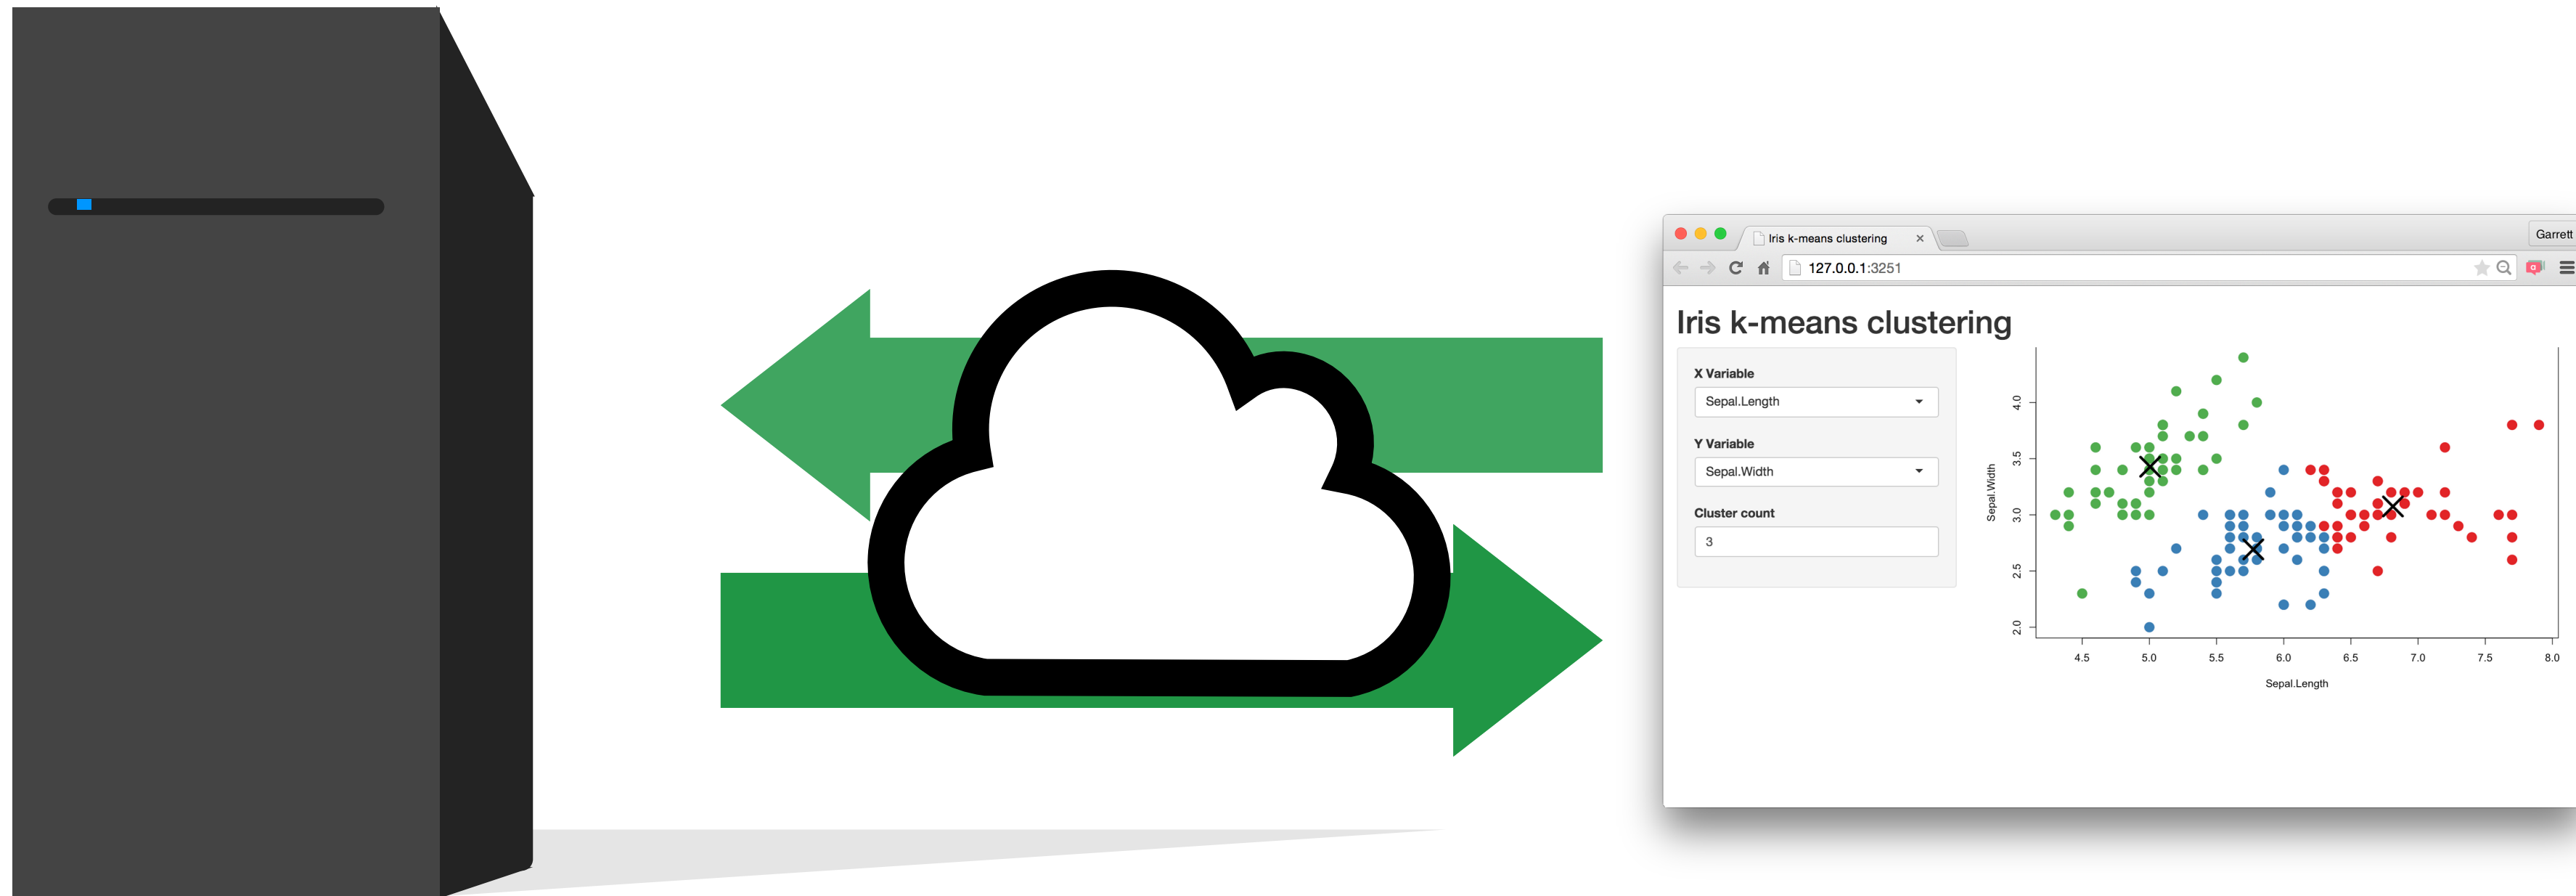 Iris k-means clustering
Garrett
127.0.0.1:3251
Iris k-means clustering
X Variable
Sepal.Length
Y Variable
Sepal.Width
Cluster count
3
Sepal.Width
4.0
3.5
3.0
2.5
2.0
4.5 5.0 5.5 6.0 6.5 7.0 7.5 8.0
Sepal.Length